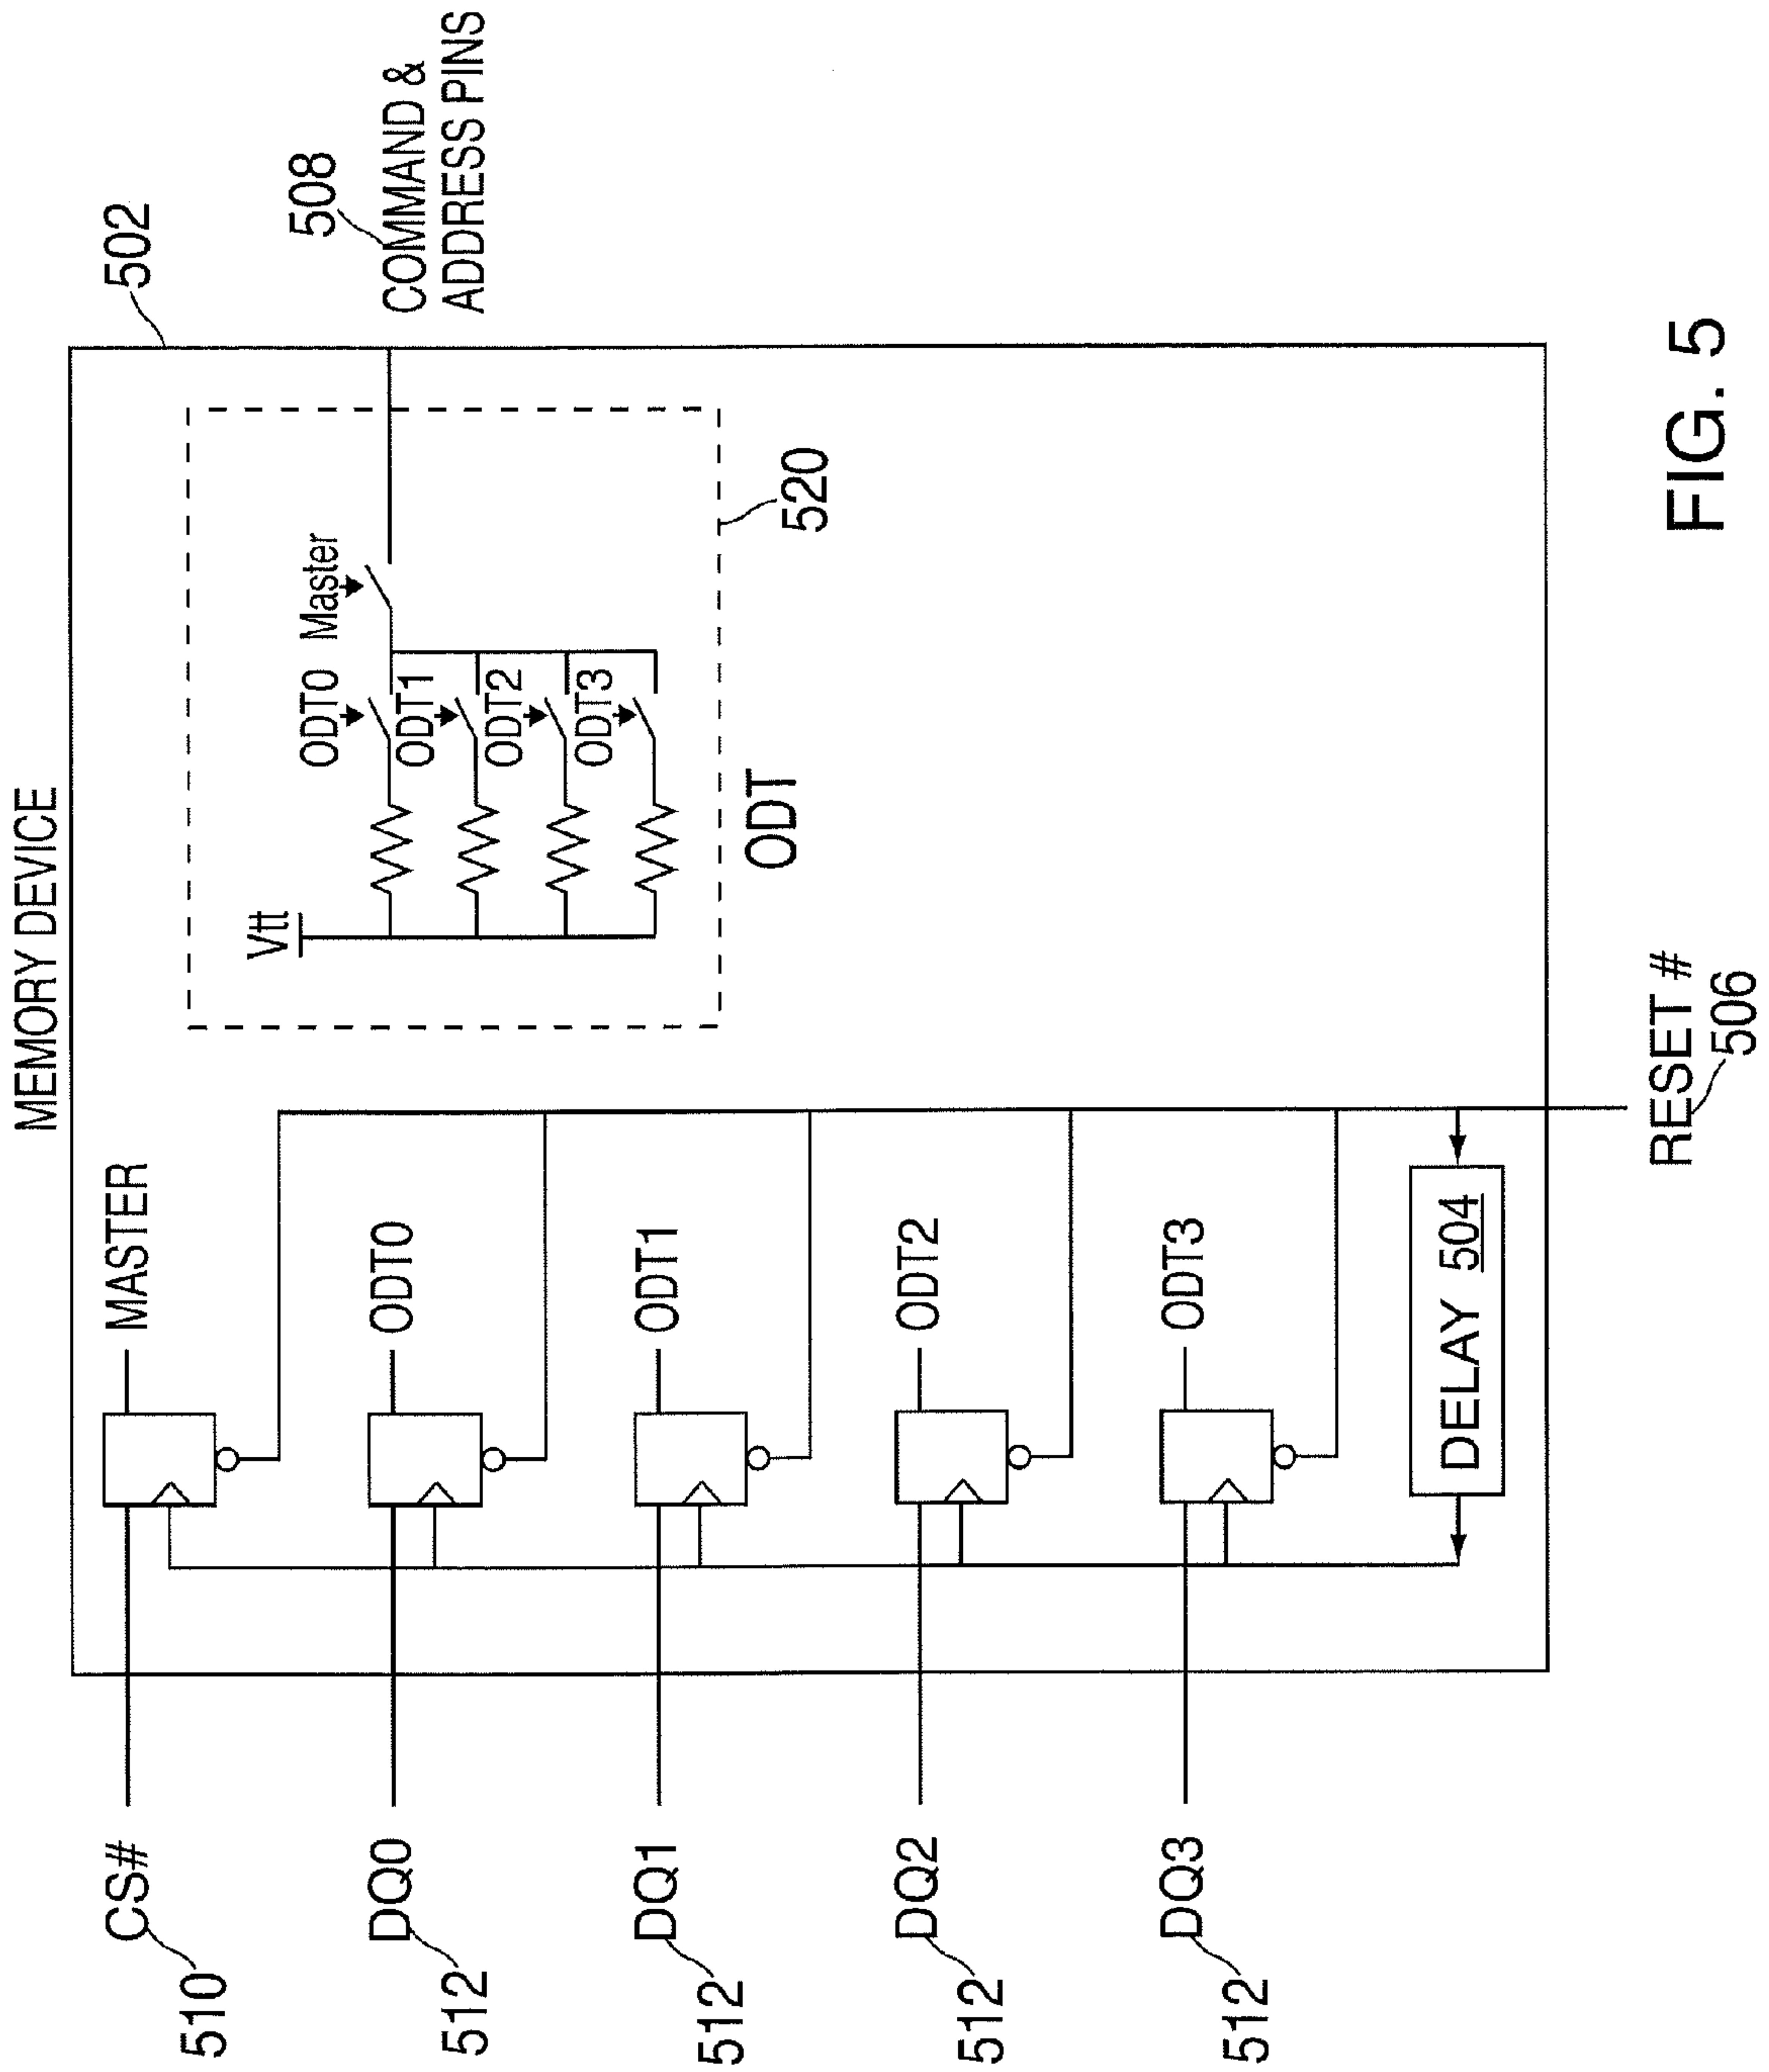 MEMORY DEVICE
502
CS#
510
MASTER
Vtt
ODT0
Master
508
COMMAND &
ADDRESS PINS
DQ0
512
ODT0
ODT1
ODT2
ODT3
DQ1
512
ODT1
ODT
520
DQ2
512
ODT2
DQ3
512
ODT3
DELAY 504
RESET #
506
FIG. 5